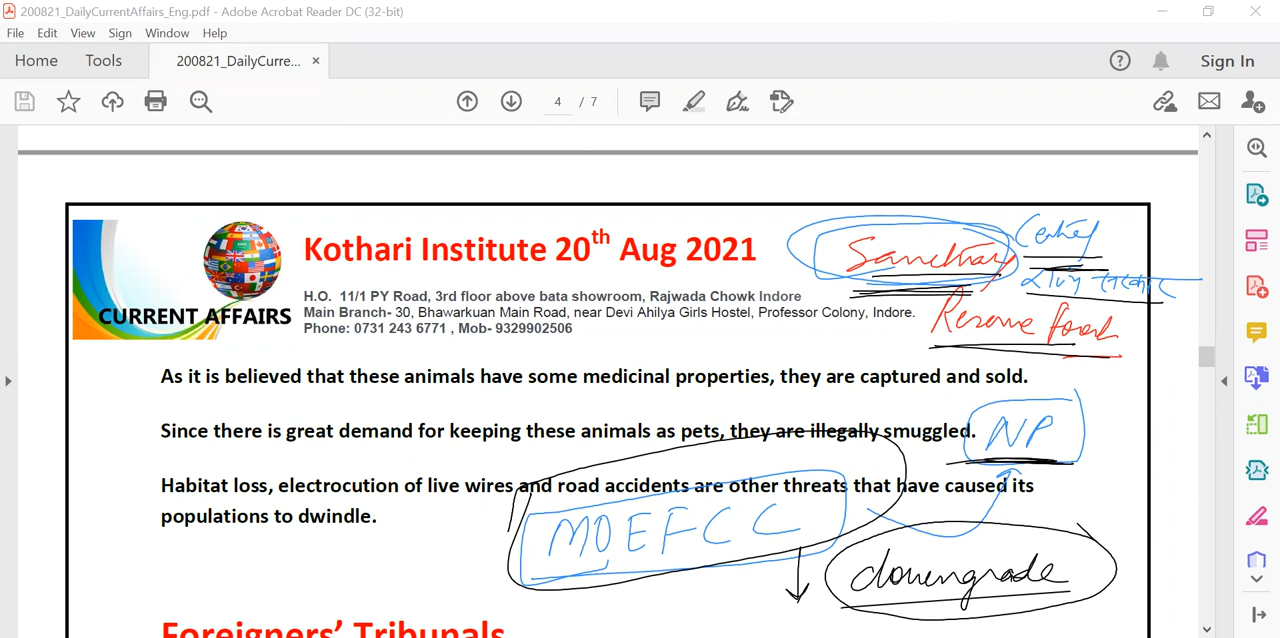 200821_DailyCurrentAffairs_Eng.pdf - Adobe Acrobat Reader DC (32-bit)
File Edit View Sign Window Help
Home Tools 200821_DailyCurre... × Sign In
4 / 7
Kothari Institute 20th Aug 2021
CURRENT AFFAIRS
H.O. 11/1 PY Road, 3rd floor above bata showroom, Rajwada Chowk Indore
Main Branch- 30, Bhawarkuan Main Road, near Devi Ahilya Girls Hostel, Professor Colony, Indore.
Phone: 0731 243 6771 , Mob- 9329902506
Sanctuary
राज्य सरकार
Reserve forest
As it is believed that these animals have some medicinal properties, they are captured and sold.
Since there is great demand for keeping these animals as pets, they are illegally smuggled.
NP
Habitat loss, electrocution of live wires and road accidents are other threats that have caused its
populations to dwindle.
MOEFCC
downgrade
Foreigners' Tribunals